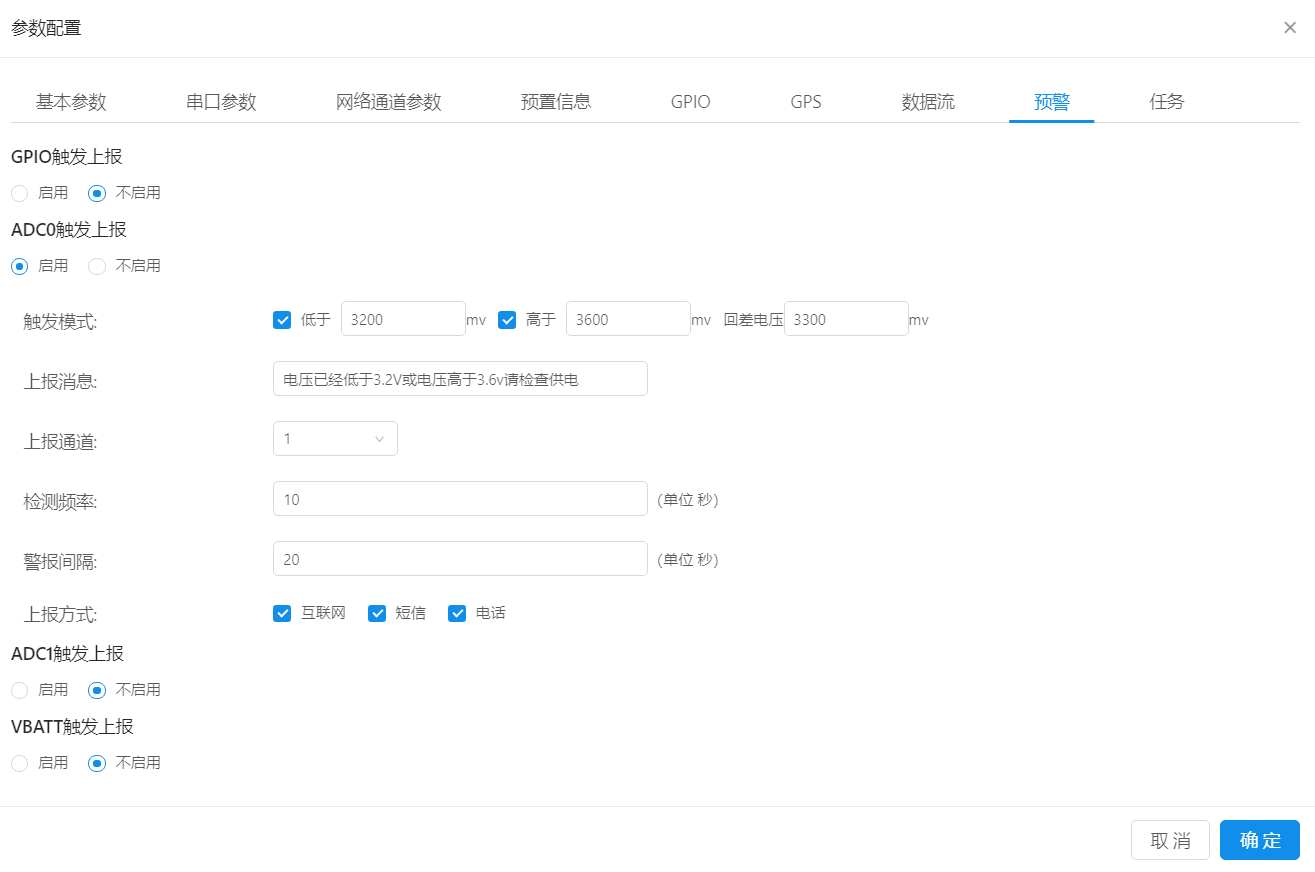 参数配置
基本参数 串口参数 网络通道参数 预置信息 GPIO GPS 数据流 预警 任务
GPIO触发上报
启用 不启用
ADC0触发上报
启用 不启用
触发模式: 低于 3200 mv 高于 3600 mv 回差电压 3300 mv
上报消息: 电压已经低于3.2V或电压高于3.6v请检查供电
上报通道: 1
检测频率: 10 (单位 秒)
警报间隔: 20 (单位 秒)
上报方式: 互联网 短信 电话
ADC1触发上报
启用 不启用
VBATT触发上报
启用 不启用
取 消 确 定